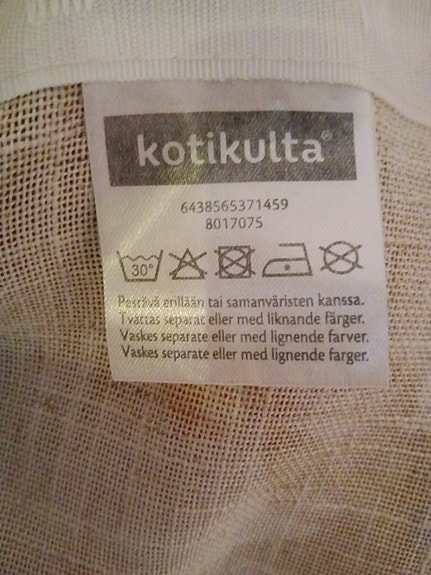 kotikulta®
6438565371459
8017075
30°
Pestävä erillään tai samanväristen kanssa.
Tvättas separat eller med liknande färger.
Vaskes separate eller med lignende farver.
Vaskes separate eller med lignende farger.